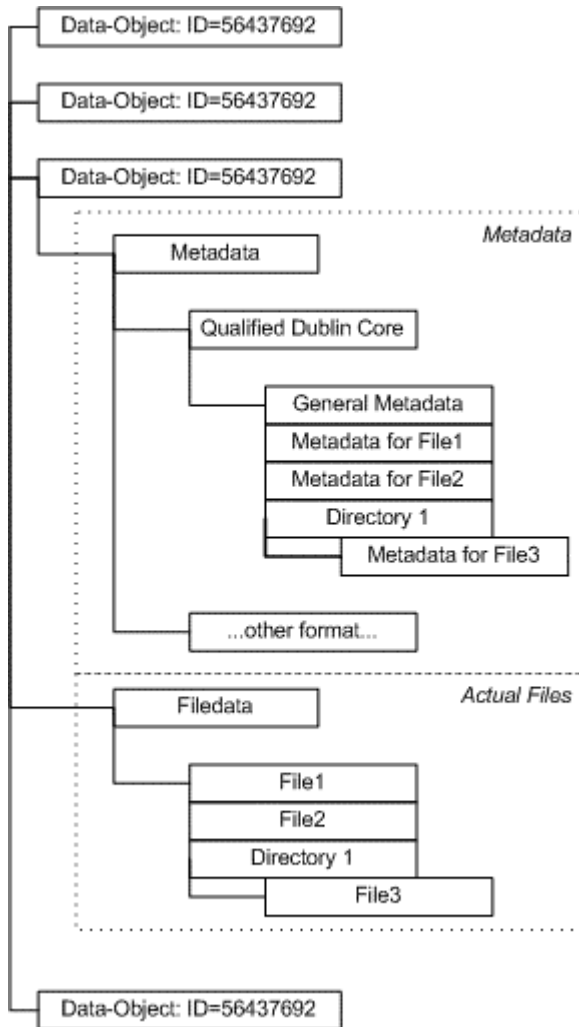 Data-Object: ID=56437692
Data-Object: ID=56437692
Data-Object: ID=56437692
Metadata
Metadata
Qualified Dublin Core
General Metadata
Metadata for File1
Metadata for File2
Directory 1
Metadata for File3
...other format...
Actual Files
Filedata
File1
File2
Directory 1
File3
Data-Object: ID=56437692